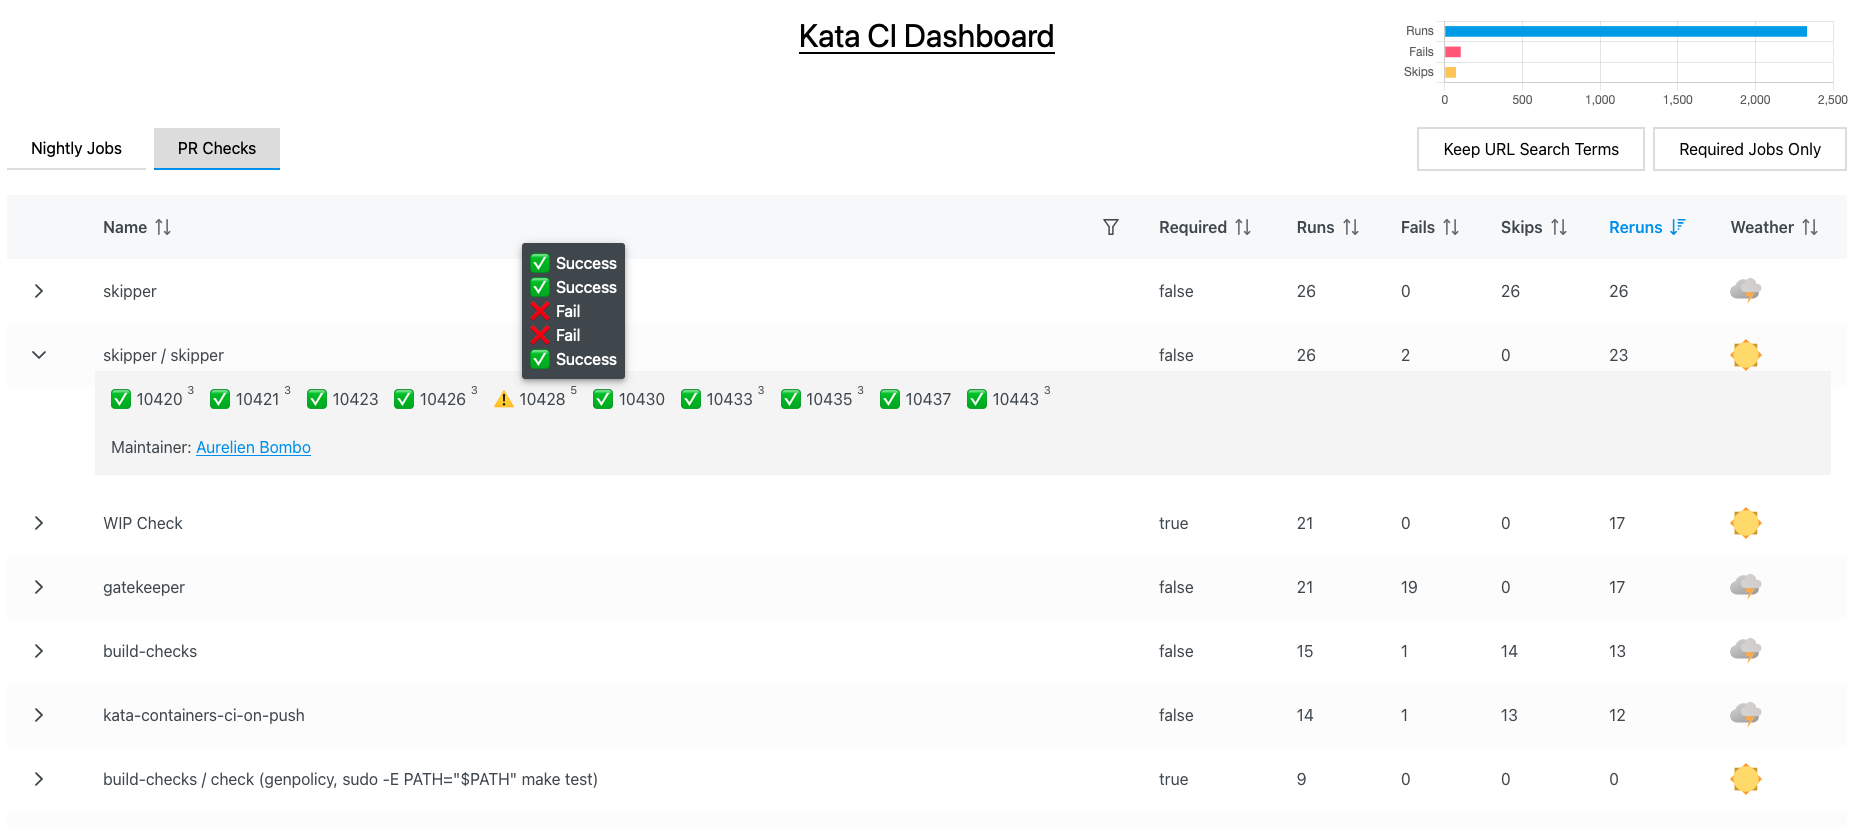 Kata CI Dashboard
Runs
Fails
Skips
0 500 1,000 1,500 2,000 2,500
Nightly Jobs PR Checks Keep URL Search Terms Required Jobs Only
Name Required Runs Fails Skips Reruns Weather
Success
Success
Fail
Fail
Success
skipper false 26 0 26 26
skipper / skipper false 26 2 0 23
10420 3 10421 3 10423 10426 3 10428 5 10430 10433 3 10435 3 10437 10443 3
Maintainer: Aurelien Bombo
WIP Check true 21 0 0 17
gatekeeper false 21 19 0 17
build-checks false 15 1 14 13
kata-containers-ci-on-push false 14 1 13 12
build-checks / check (genpolicy, sudo -E PATH="$PATH" make test) true 9 0 0 0